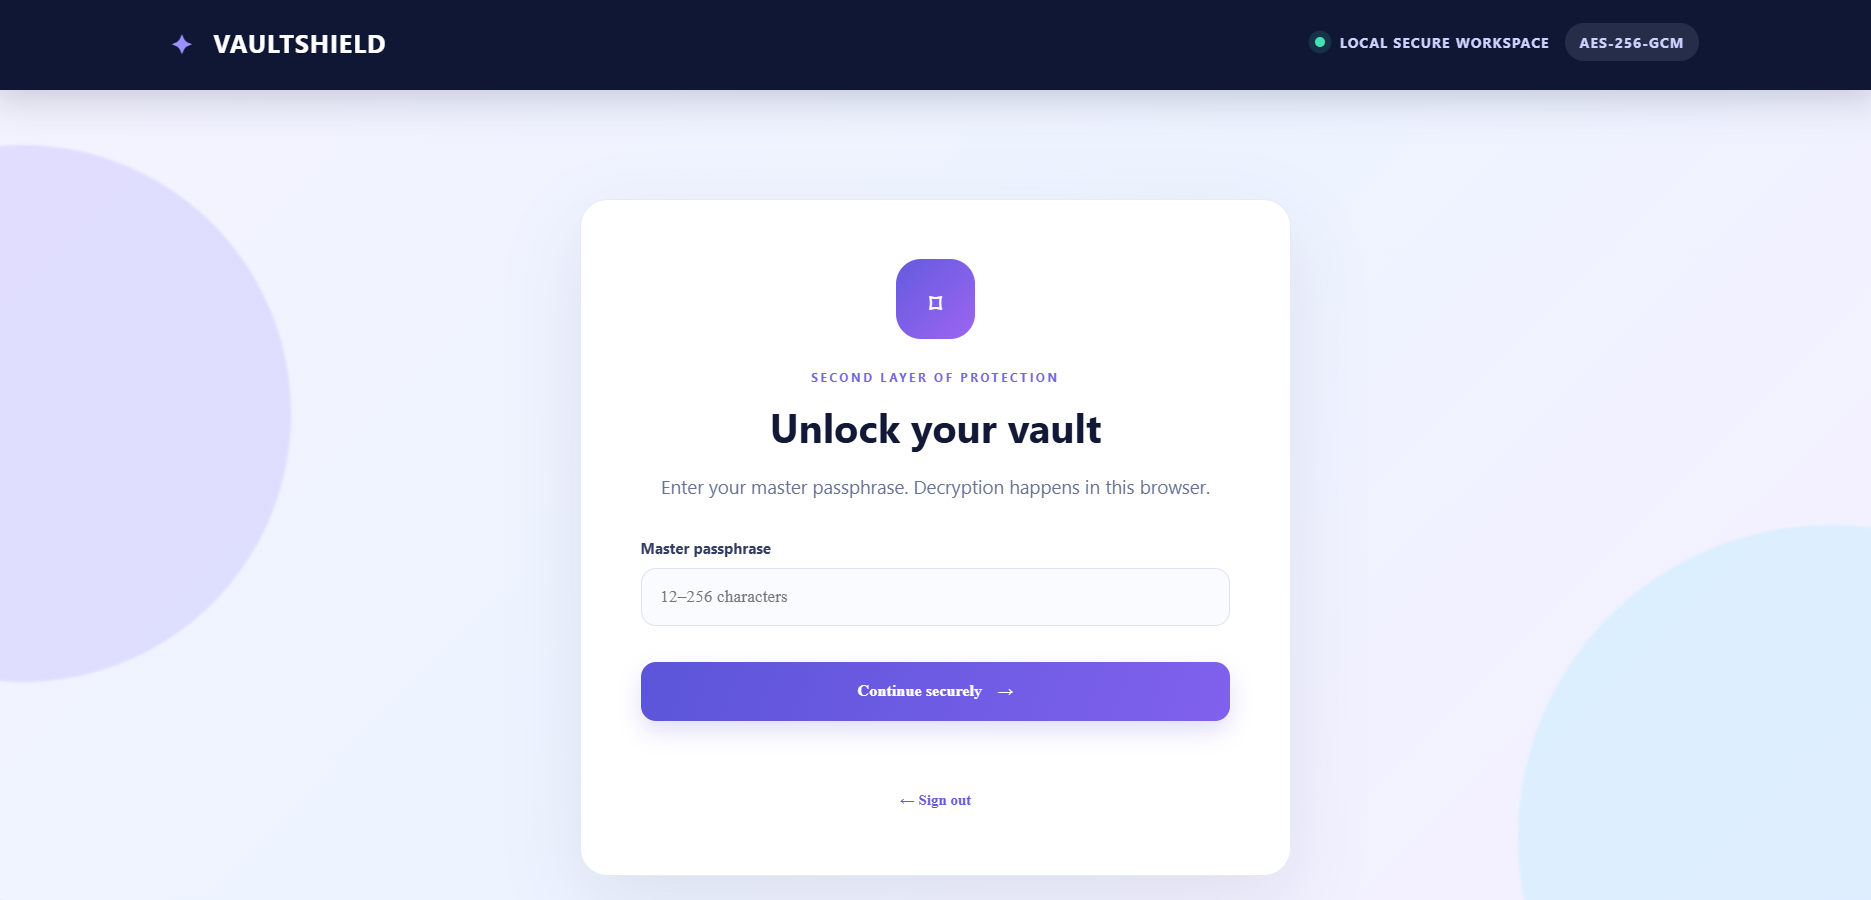 VAULTSHIELD
LOCAL SECURE WORKSPACE
AES-256-GCM
SECOND LAYER OF PROTECTION
Unlock your vault
Enter your master passphrase. Decryption happens in this browser.
Master passphrase
12–256 characters
Continue securely →
← Sign out